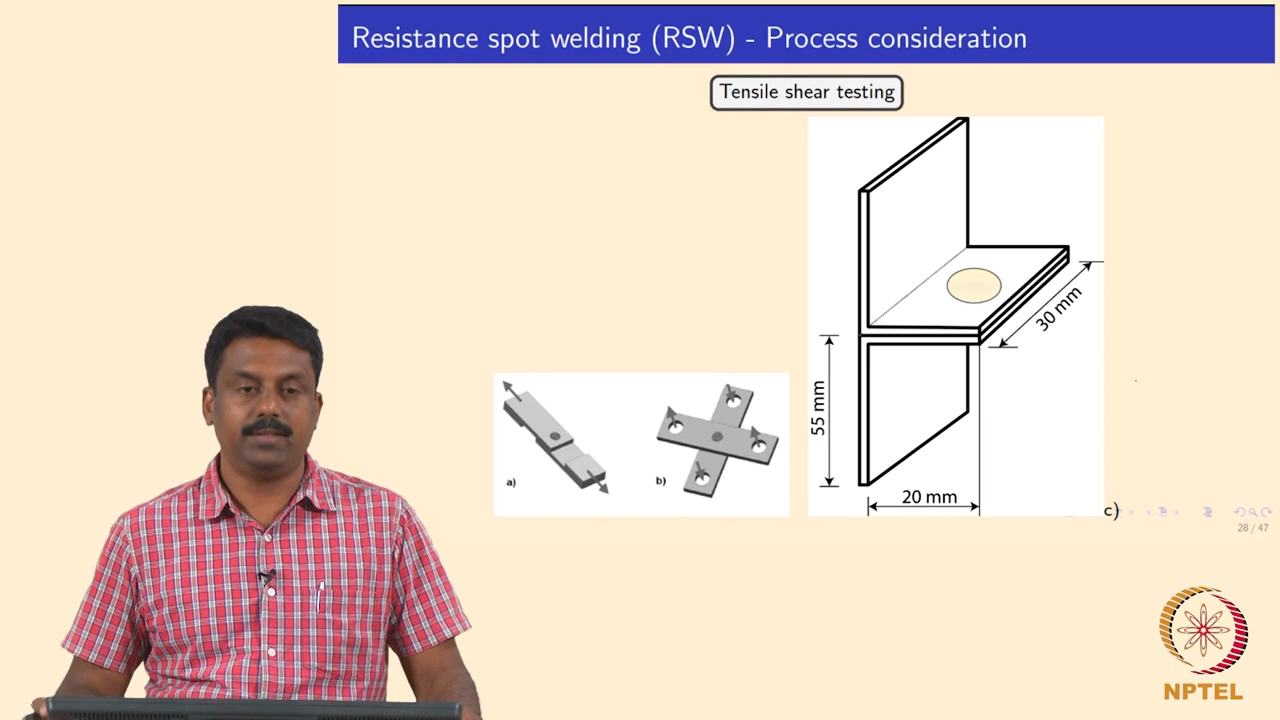 Resistance spot welding (RSW) - Process consideration
Tensile shear testing
30 mm
55 mm
20 mm
a)
b)
c)
28 / 47
NPTEL